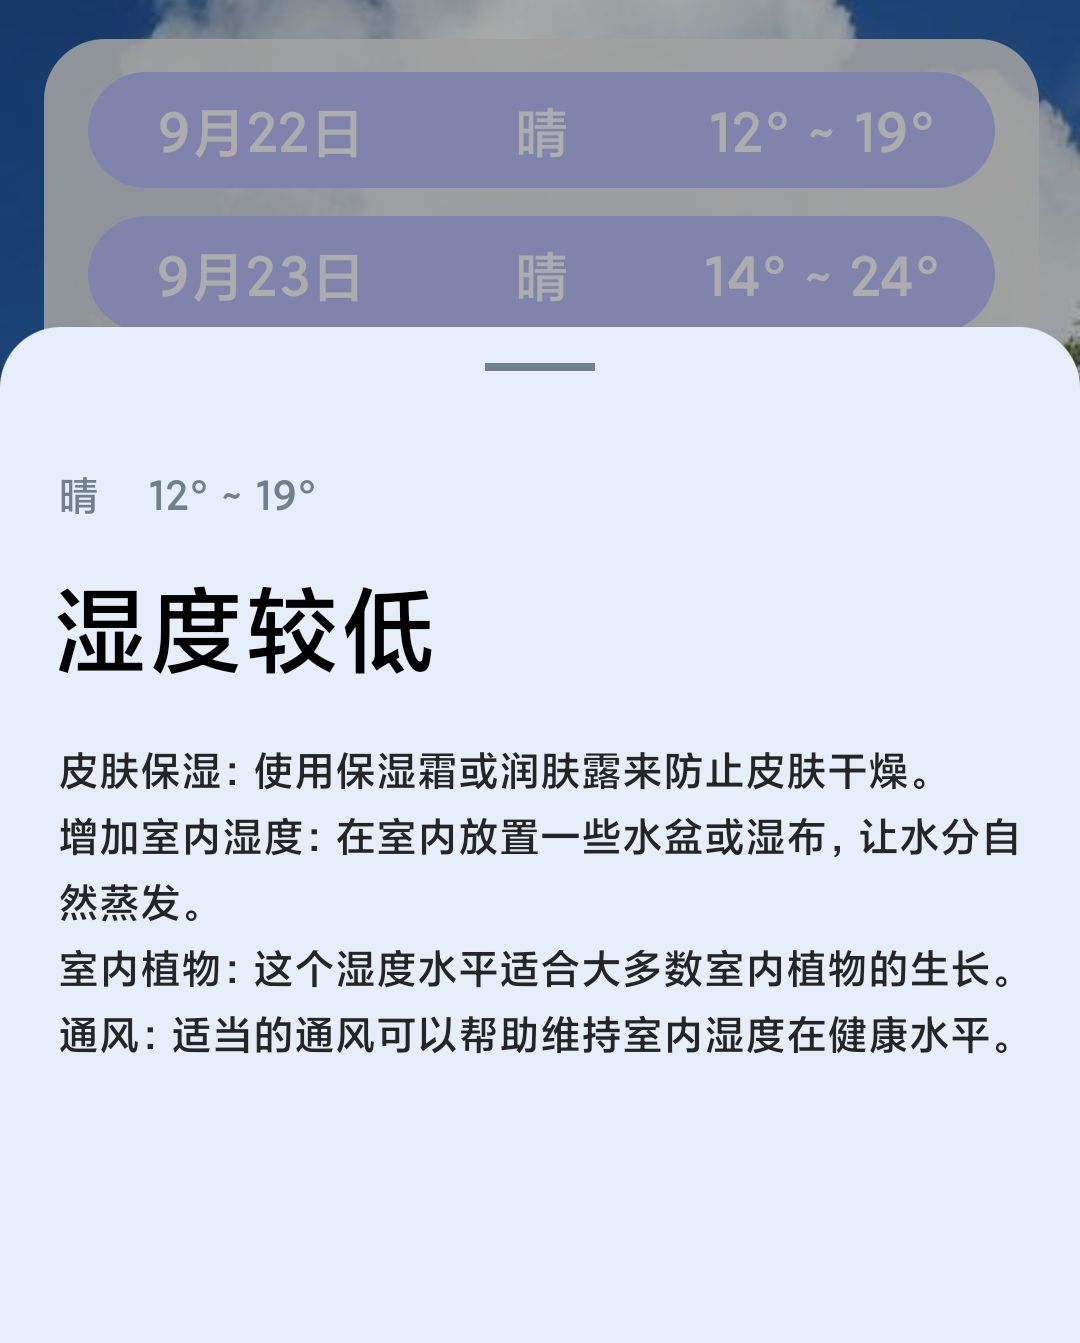 9月22日 晴 12° ~ 19°
9月23日 晴 14° ~ 24°
晴 12° ~ 19°
湿度较低
皮肤保湿：使用保湿霜或润肤露来防止皮肤干燥。
增加室内湿度：在室内放置一些水盆或湿布，让水分自
然蒸发。
室内植物：这个湿度水平适合大多数室内植物的生长。
通风：适当的通风可以帮助维持室内湿度在健康水平。